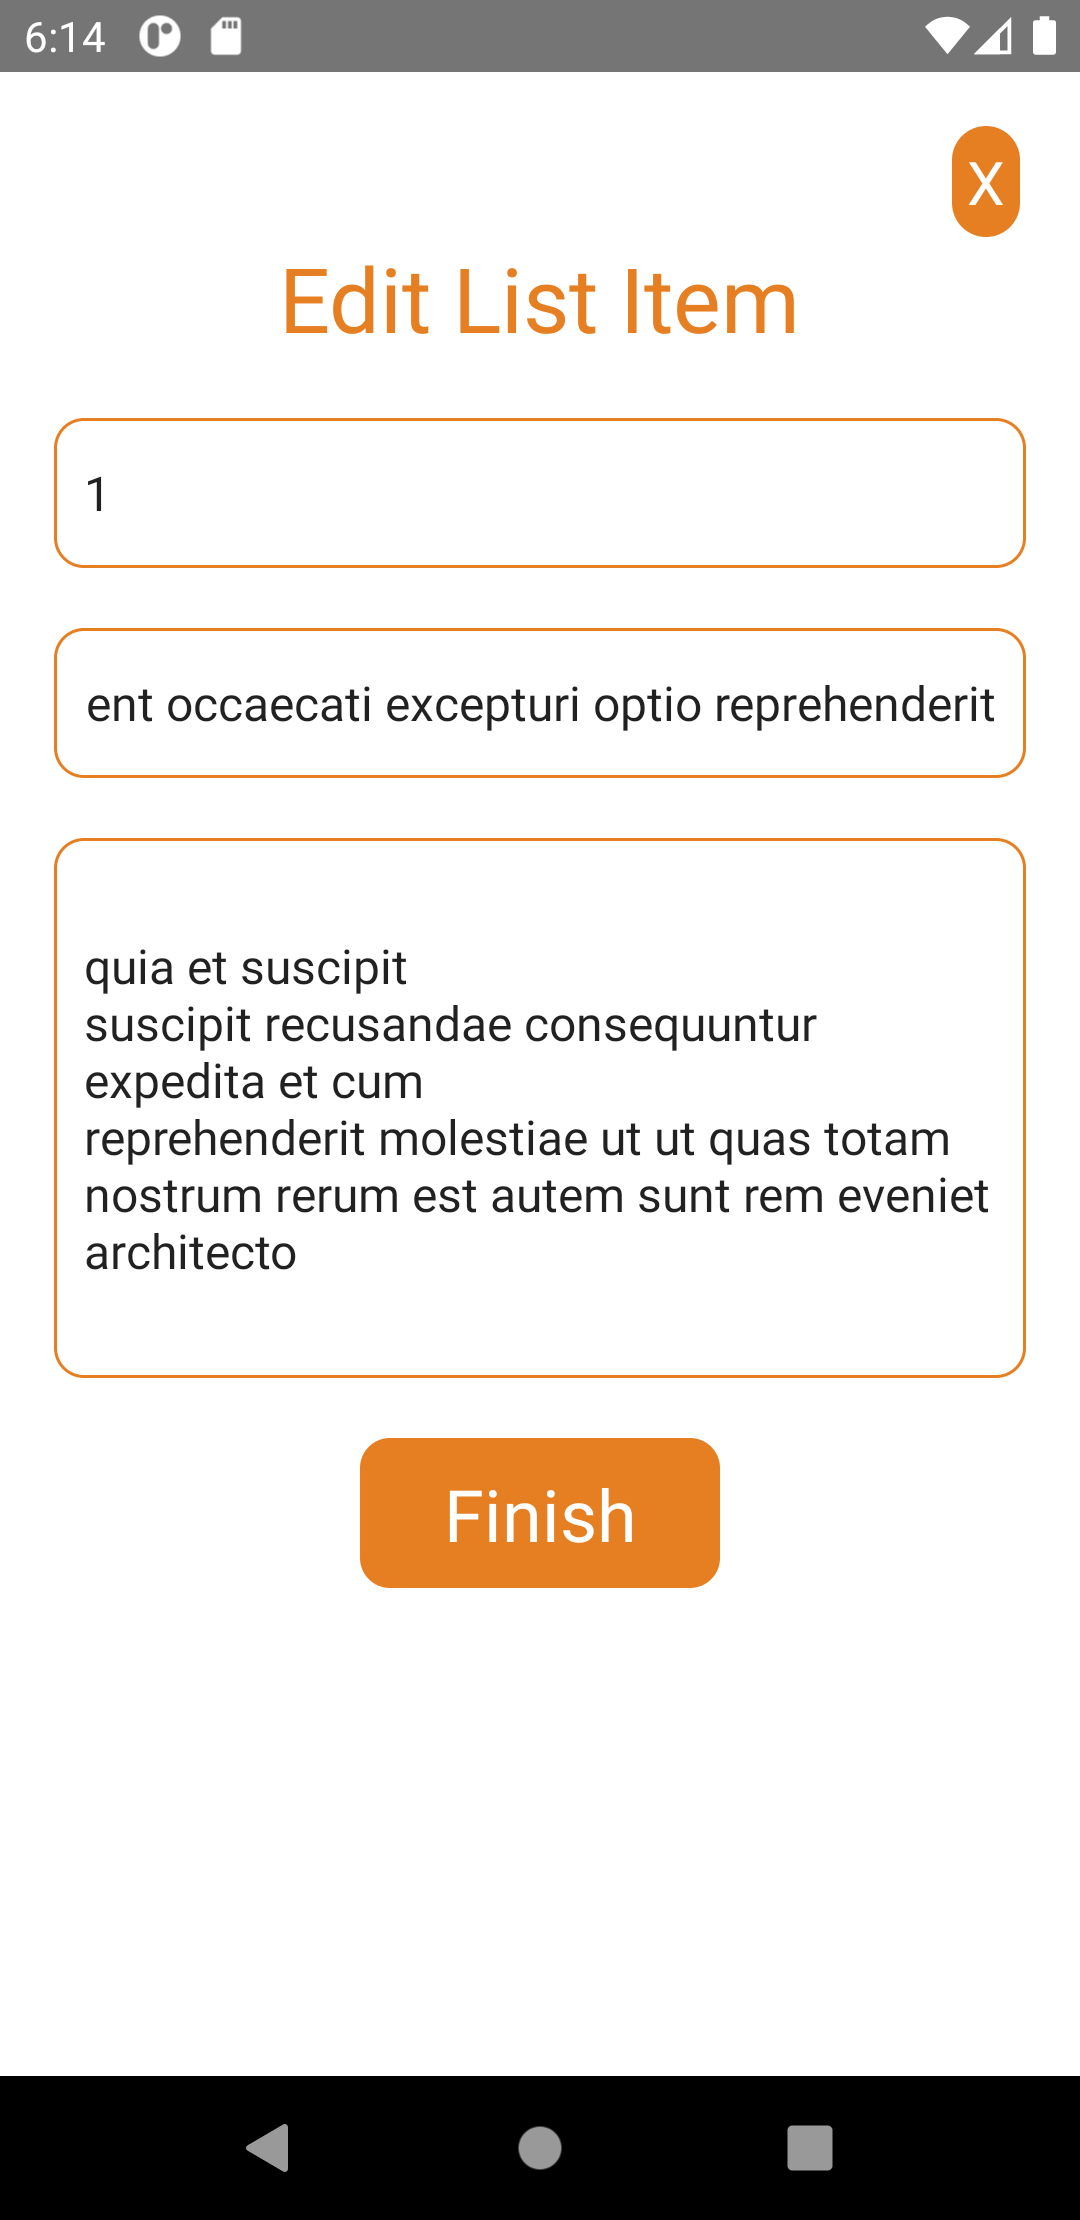 6:14
X
Edit List Item
1
ent occaecati excepturi optio reprehenderit
quia et suscipit
suscipit recusandae consequuntur
expedita et cum
reprehenderit molestiae ut ut quas totam
nostrum rerum est autem sunt rem eveniet
architecto
Finish